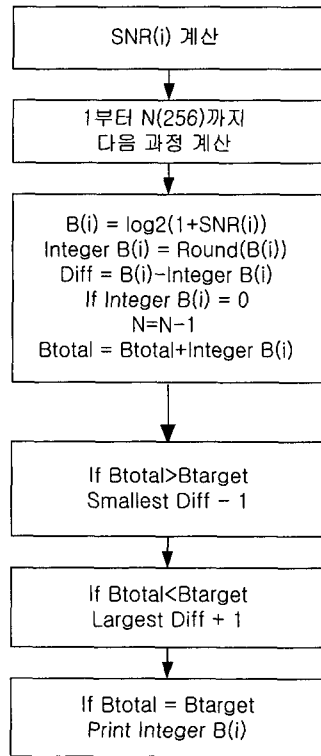 SNR(i) 계산
1부터 N(256)까지
다음 과정 계산
B(i) = log2(1+SNR(i))
Integer B(i) = Round(B(i))
Diff = B(i)-Integer B(i)
If Integer B(i) = 0
N=N-1
Btotal = Btotal+Integer B(i)
If Btotal>Btarget
Smallest Diff - 1
If Btotal<Btarget
Largest Diff + 1
If Btotal = Btarget
Print Integer B(i)